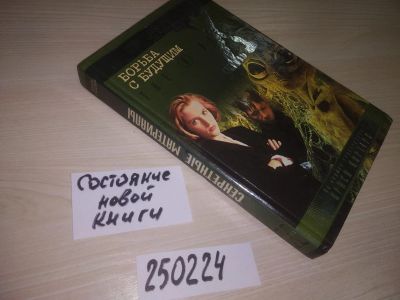 БОРЬБА
С БУДУЩИМ
СЕКРЕТНЫЕ МАТЕРИАЛЫ
Состояние
новой
книги
250224